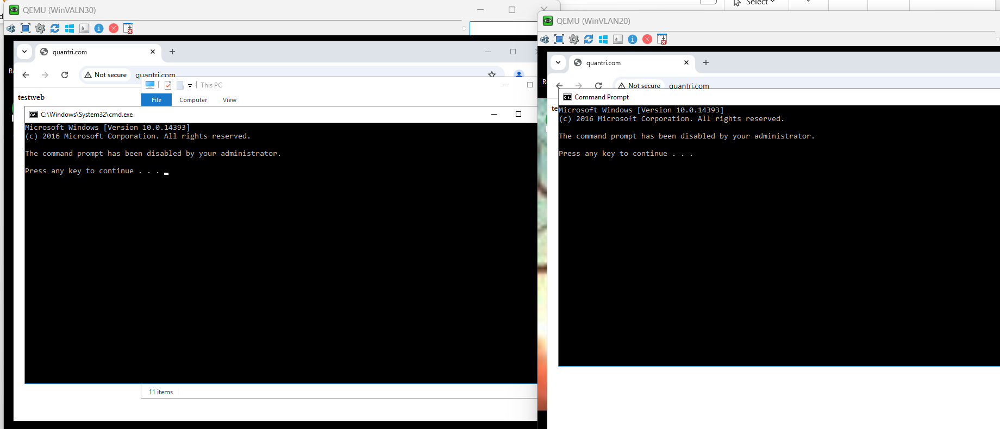 QEMU (WinVALN30)
quantri.com
Not secure
quantri.com
testweb
This PC
File
Computer
View
C:\Windows\System32\cmd.exe
Microsoft Windows [Version 10.0.14393]
(c) 2016 Microsoft Corporation. All rights reserved.
The command prompt has been disabled by your administrator.
Press any key to continue . . .
11 items
Select
QEMU (WinVLAN20)
quantri.com
Not secure
quantri.com
te
Command Prompt
Microsoft Windows [Version 10.0.14393]
(c) 2016 Microsoft Corporation. All rights reserved.
The command prompt has been disabled by your administrator.
Press any key to continue . . .